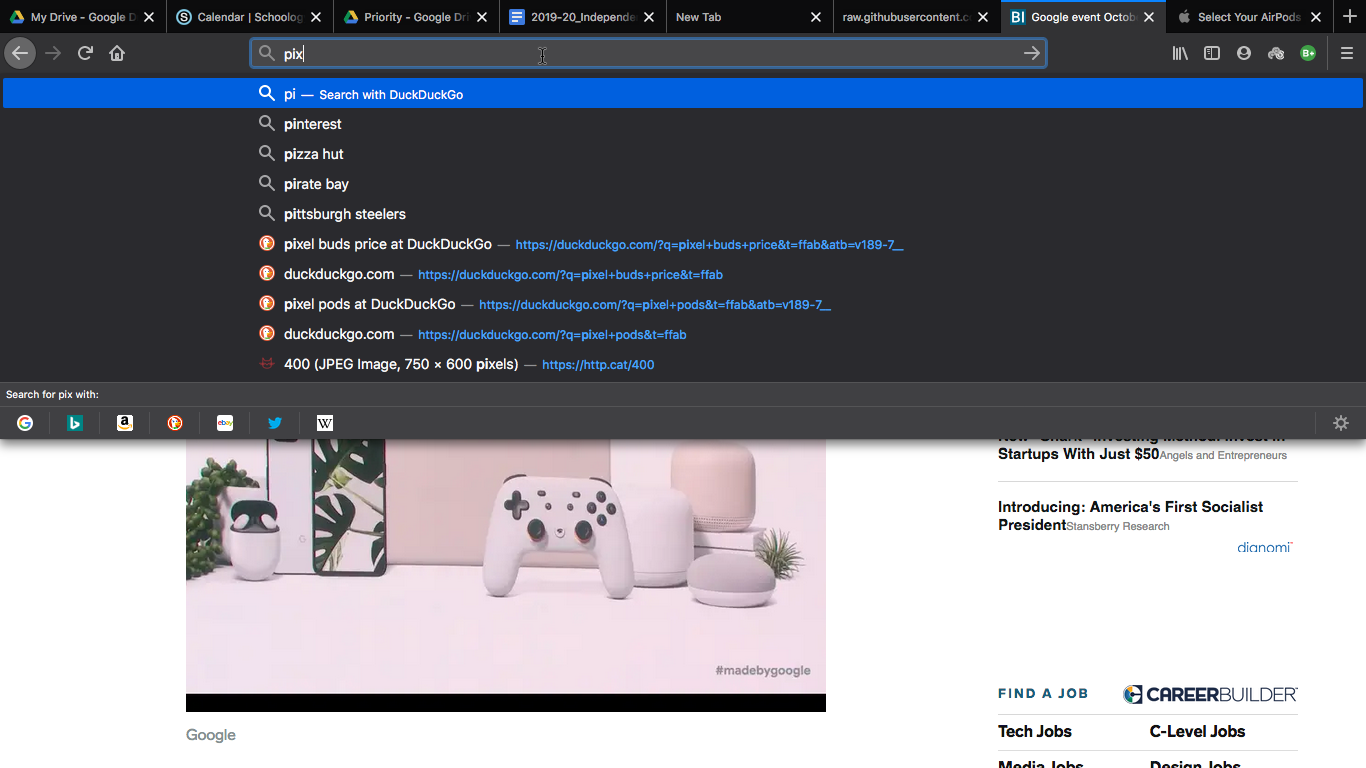 My Drive - Google D
Calendar | Schoolog
Priority - Google Dri
2019-20_Independe
New Tab
raw.githubusercontent.c
BI Google event Octob
Select Your AirPods
pix
B+
pi — Search with DuckDuckGo
pinterest
pizza hut
pirate bay
pittsburgh steelers
pixel buds price at DuckDuckGo — https://duckduckgo.com/?q=pixel+buds+price&t=ffab&atb=v189-7__
duckduckgo.com — https://duckduckgo.com/?q=pixel+buds+price&t=ffab
pixel pods at DuckDuckGo — https://duckduckgo.com/?q=pixel+pods&t=ffab&atb=v189-7__
duckduckgo.com — https://duckduckgo.com/?q=pixel+pods&t=ffab
400 (JPEG Image, 750 × 600 pixels) — https://http.cat/400
Search for pix with:
G b a ebay W
Startups With Just $50Angels and Entrepreneurs
Introducing: America's First Socialist
PresidentStansberry Research
dianomi
#madebygoogle
FIND A JOB
CAREERBUILDER
Google
Tech Jobs
C-Level Jobs
Media Jobs
Design Jobs